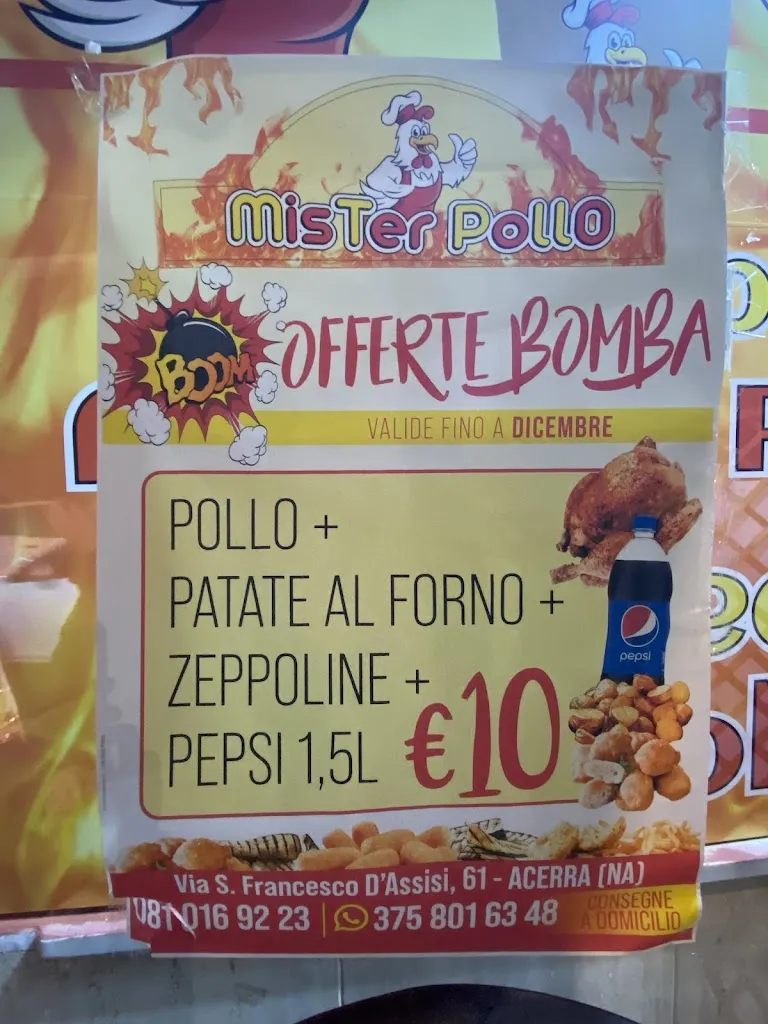 MisTer PollO
BOOM
OFFERTE BOMBA
VALIDE FINO A DICEMBRE
POLLO +
PATATE AL FORNO +
ZEPPOLINE +
PEPSI 1,5L €10
pepsi
Via S. Francesco D'Assisi, 61 - ACERRA (NA)
081 016 92 23 | 375 801 63 48
CONSEGNE
A DOMICILIO